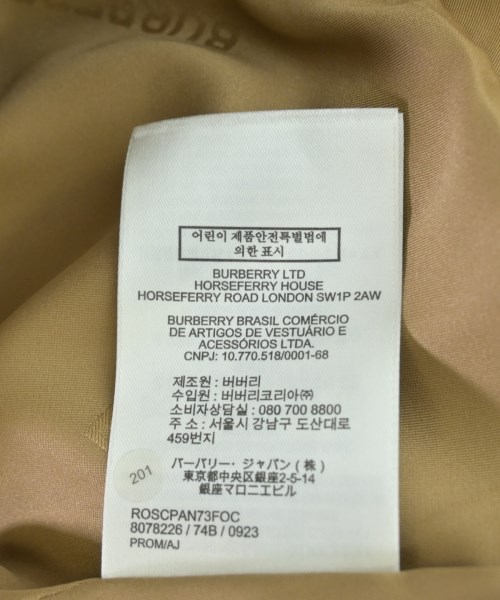 어린이 제품안전특별법에
의한 표시
BURBERRY LTD
HORSEFERRY HOUSE
HORSEFERRY ROAD LONDON SW1P 2AW
BURBERRY BRASIL COMÉRCIO
DE ARTIGOS DE VESTUÁRIO E
ACESSÓRIOS LTDA.
CNPJ: 10.770.518/0001-68
제조원 : 버버리
수입원 : 버버리코리아㈜
소비자상담실 : 080 700 8800
주 소 : 서울시 강남구 도산대로
459번지
201
バーバリー・ジャパン(株)
東京都中央区銀座2-5-14
銀座マロニエビル
ROSCPAN73FOC
8078226 / 74B / 0923
PROM/AJ